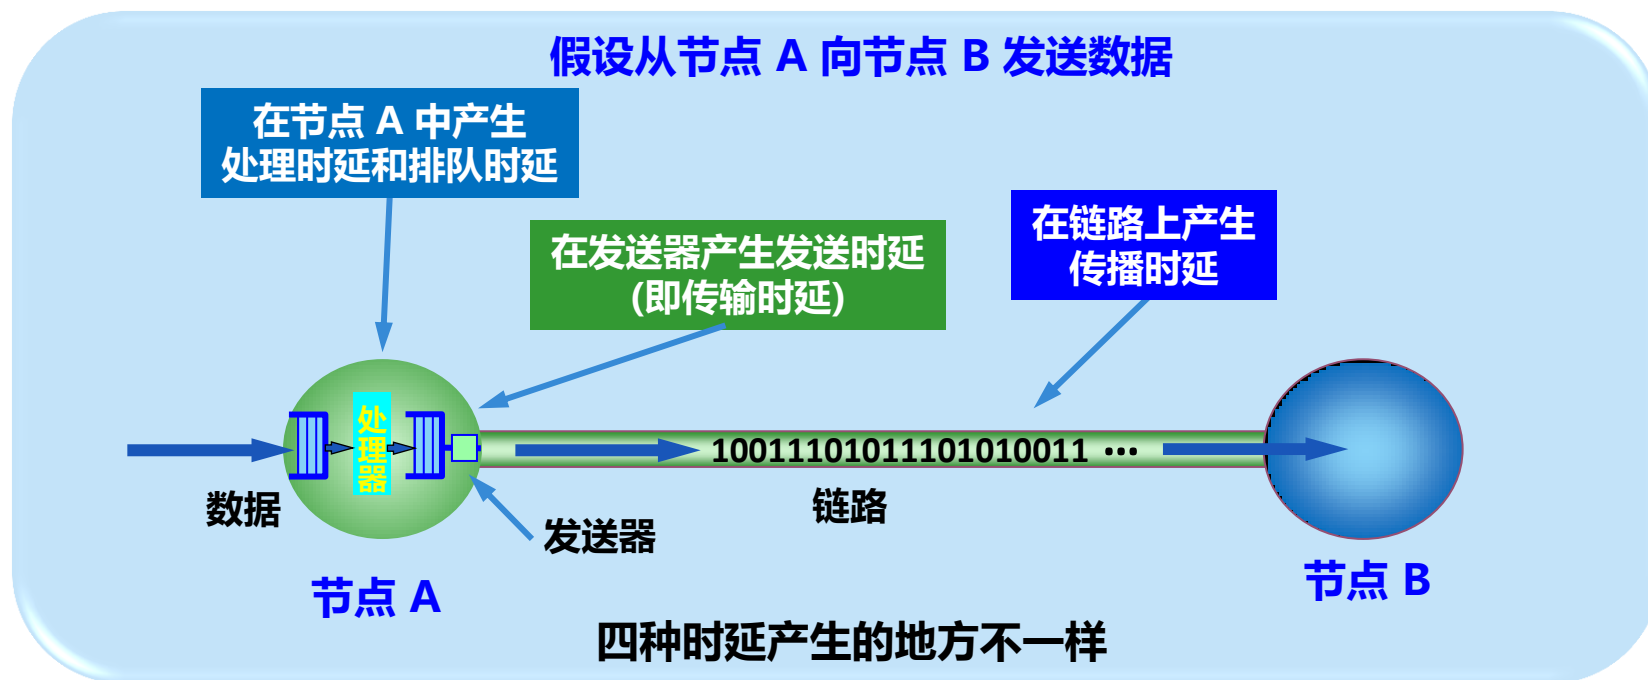 假设从节点 A 向节点 B 发送数据
在节点 A 中产生
处理时延和排队时延
在发送器产生发送时延
(即传输时延)
在链路上产生
传播时延
处理器
10011101011101010011 ...
数据
发送器
链路
节点 A
节点 B
四种时延产生的地方不一样